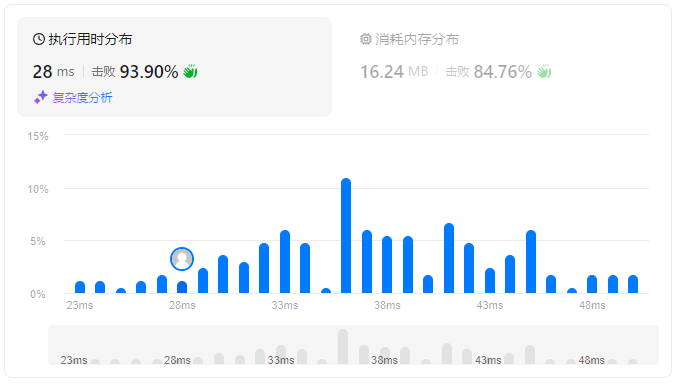 执行用时分布
28 ms 击败 93.90%
复杂度分析
消耗内存分布
16.24 MB 击败 84.76%
15%
10%
5%
0%
23ms 28ms 33ms 38ms 43ms 48ms
23ms 28ms 33ms 38ms 43ms 48ms